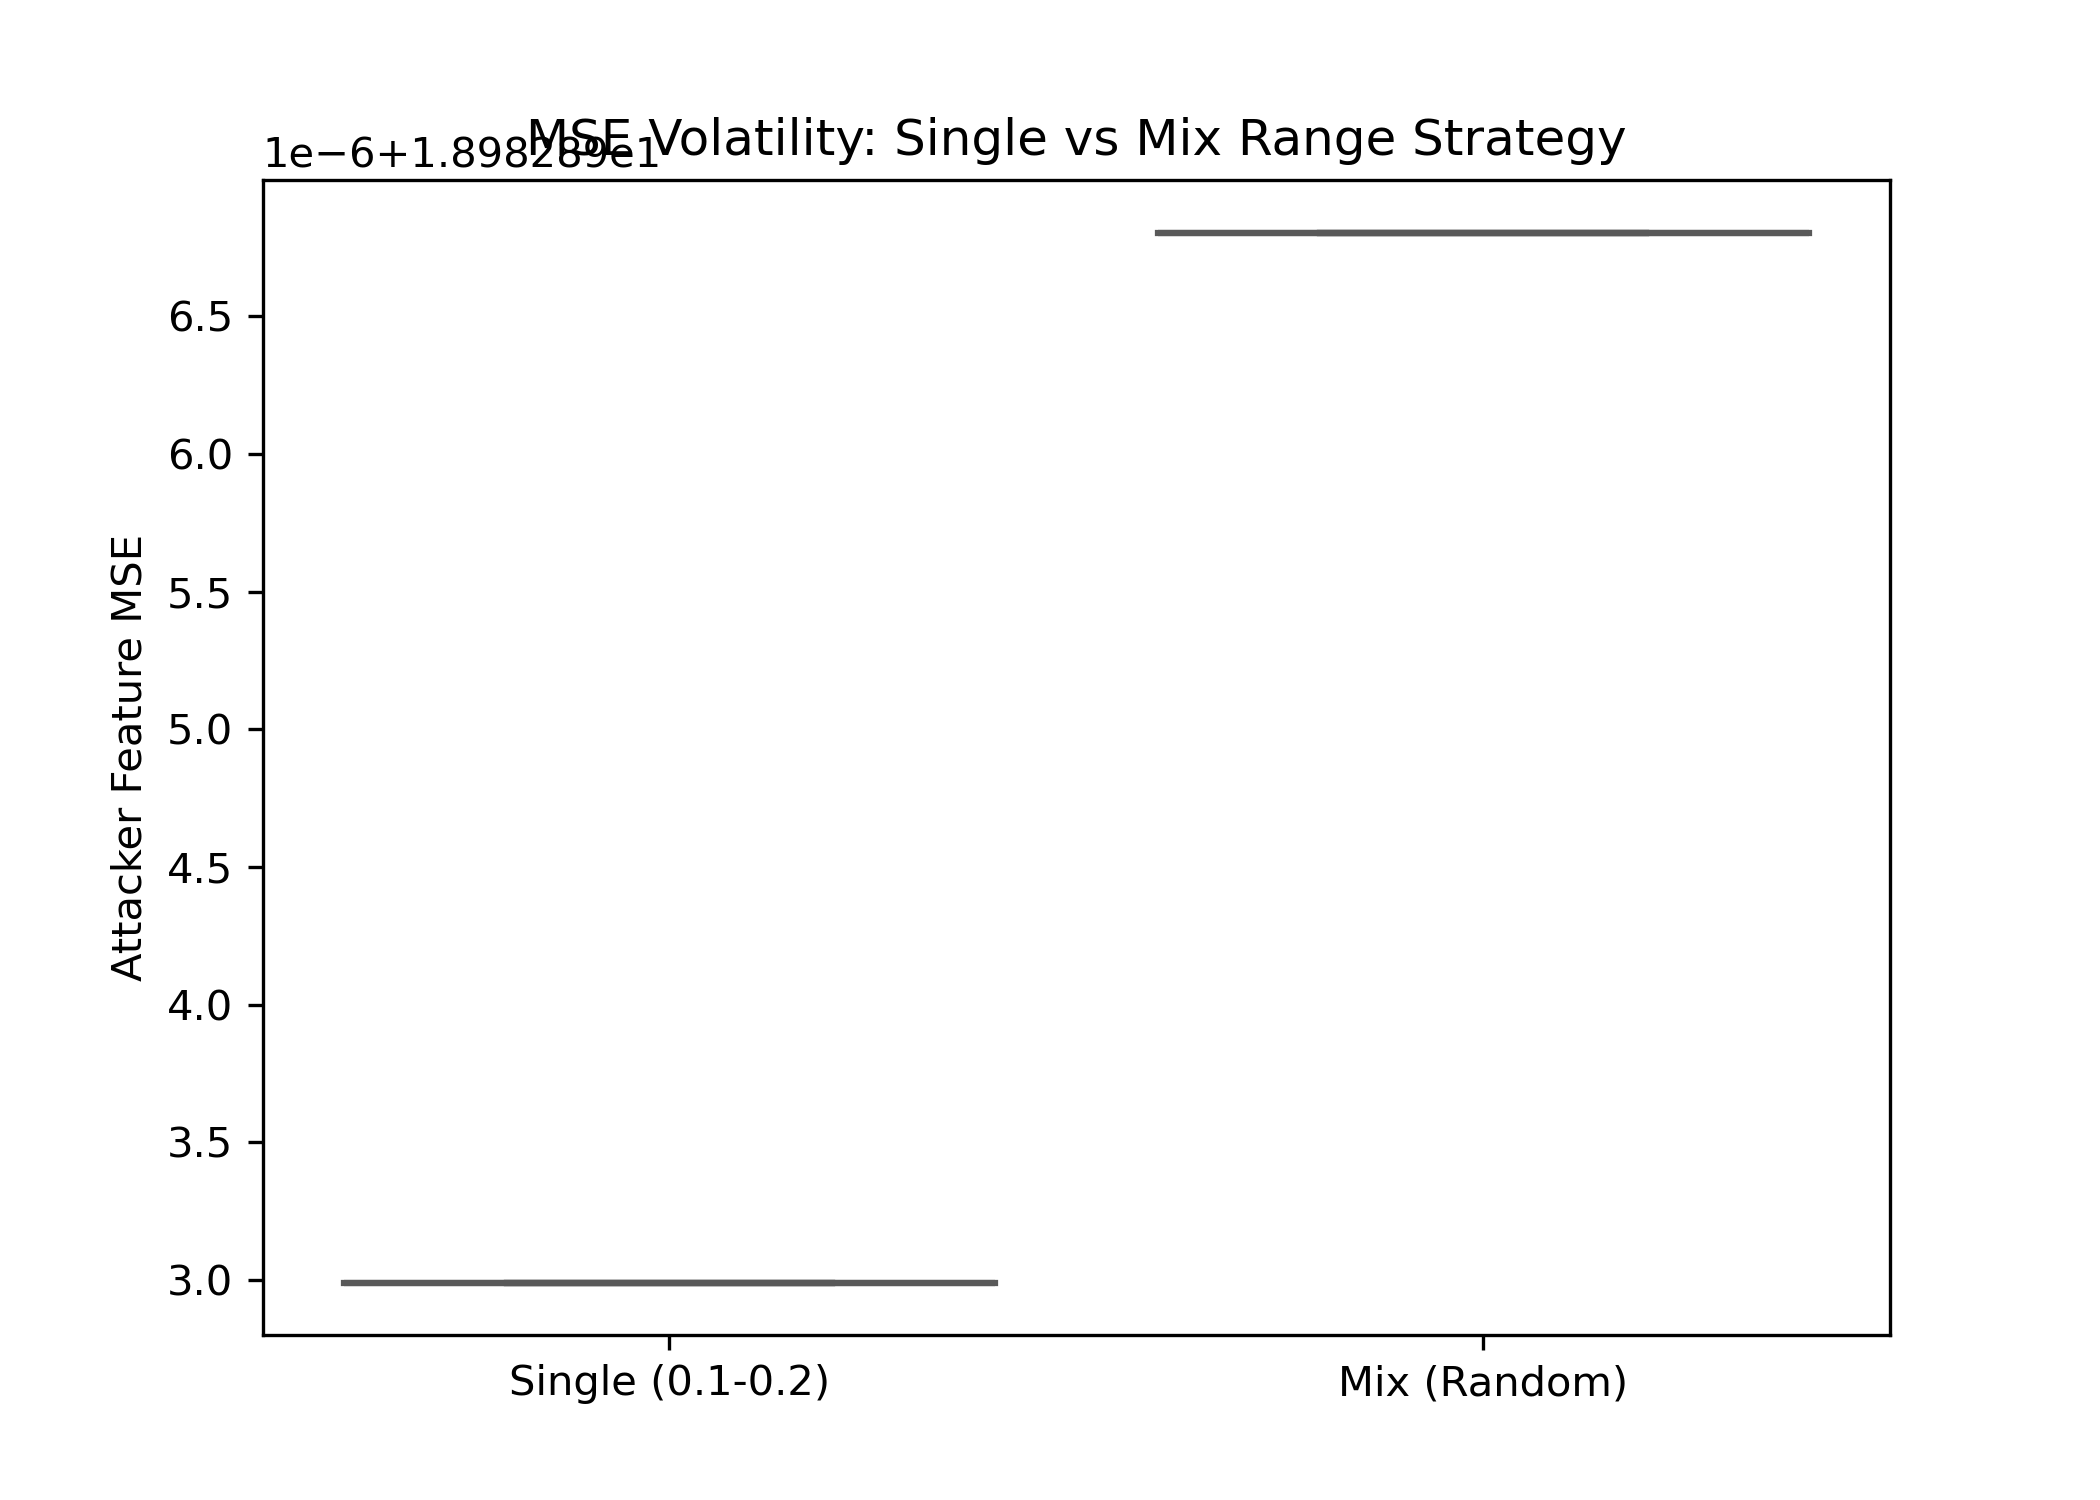 MSE Volatility: Single vs Mix Range Strategy
1e−6+1.898289e1
6.5
6.0
5.5
5.0
4.5
4.0
3.5
3.0
Attacker Feature MSE
Single (0.1-0.2)
Mix (Random)